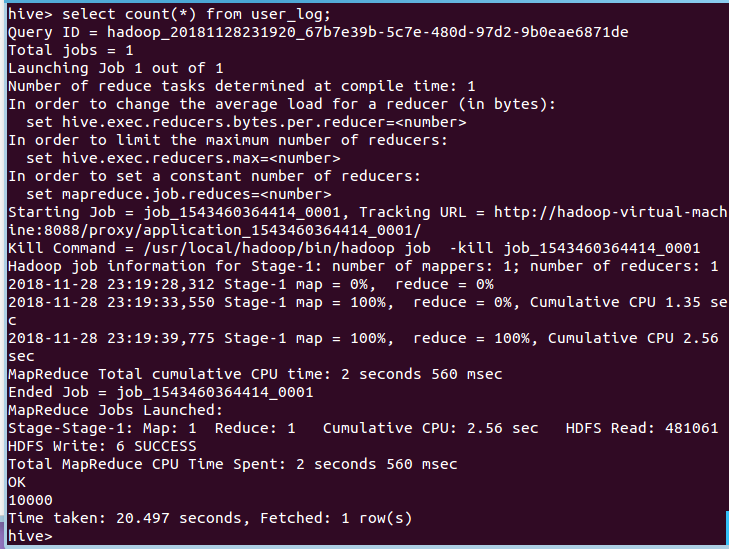 hive> select count(*) from user_log;
Query ID = hadoop_20181128231920_67b7e39b-5c7e-480d-97d2-9b0eae6871de
Total jobs = 1
Launching Job 1 out of 1
Number of reduce tasks determined at compile time: 1
In order to change the average load for a reducer (in bytes):
  set hive.exec.reducers.bytes.per.reducer=<number>
In order to limit the maximum number of reducers:
  set hive.exec.reducers.max=<number>
In order to set a constant number of reducers:
  set mapreduce.job.reduces=<number>
Starting Job = job_1543460364414_0001, Tracking URL = http://hadoop-virtual-mach
ine:8088/proxy/application_1543460364414_0001/
Kill Command = /usr/local/hadoop/bin/hadoop job  -kill job_1543460364414_0001
Hadoop job information for Stage-1: number of mappers: 1; number of reducers: 1
2018-11-28 23:19:28,312 Stage-1 map = 0%,  reduce = 0%
2018-11-28 23:19:33,550 Stage-1 map = 100%,  reduce = 0%, Cumulative CPU 1.35 se
c
2018-11-28 23:19:39,775 Stage-1 map = 100%,  reduce = 100%, Cumulative CPU 2.56
sec
MapReduce Total cumulative CPU time: 2 seconds 560 msec
Ended Job = job_1543460364414_0001
MapReduce Jobs Launched:
Stage-Stage-1: Map: 1  Reduce: 1   Cumulative CPU: 2.56 sec   HDFS Read: 481061
HDFS Write: 6 SUCCESS
Total MapReduce CPU Time Spent: 2 seconds 560 msec
OK
10000
Time taken: 20.497 seconds, Fetched: 1 row(s)
hive>